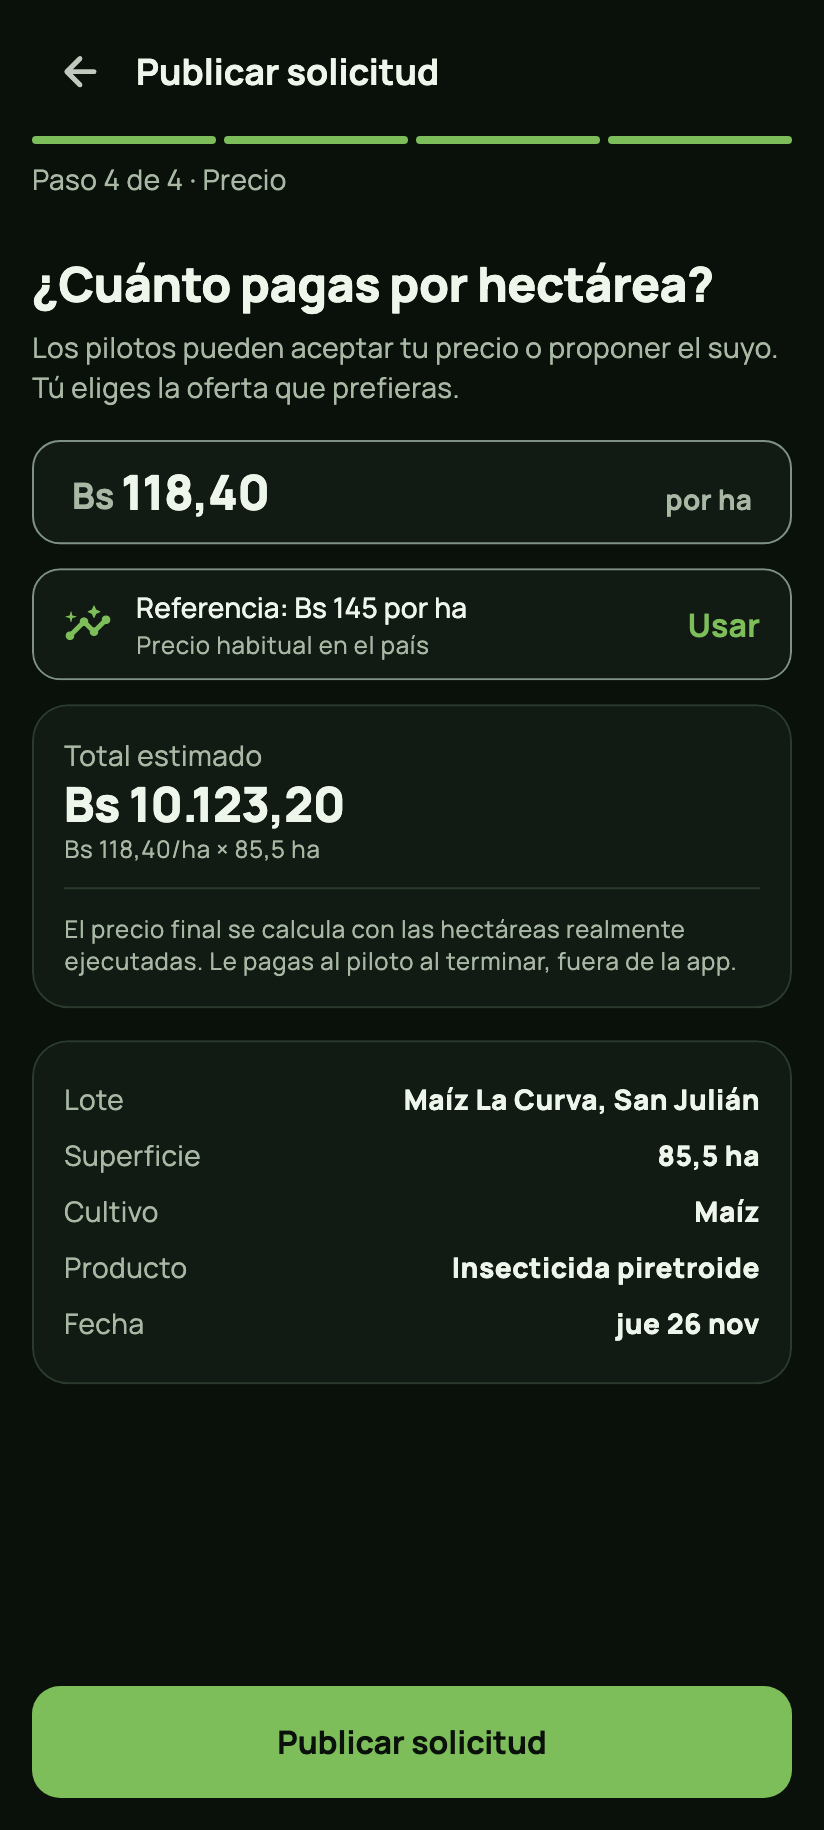 Publicar solicitud
Paso 4 de 4 · Precio
¿Cuánto pagas por hectárea?
Los pilotos pueden aceptar tu precio o proponer el suyo.
Tú eliges la oferta que prefieras.
Bs 118,40 por ha
Referencia: Bs 145 por ha
Precio habitual en el país
Usar
Total estimado
Bs 10.123,20
Bs 118,40/ha × 85,5 ha
El precio final se calcula con las hectáreas realmente
ejecutadas. Le pagas al piloto al terminar, fuera de la app.
Lote Maíz La Curva, San Julián
Superficie 85,5 ha
Cultivo Maíz
Producto Insecticida piretroide
Fecha jue 26 nov
Publicar solicitud